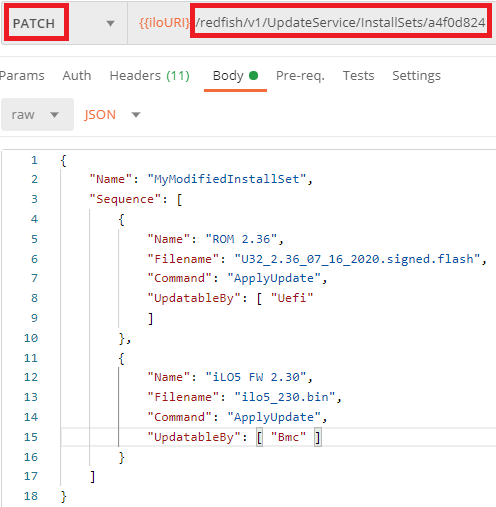 PATCH {{iloURI}}/redfish/v1/UpdateService/InstallSets/a4f0d824
Params Auth Headers (11) Body Pre-req. Tests Settings
raw JSON
1 {
2 "Name": "MyModifiedInstallSet",
3 "Sequence": [
4 {
5 "Name": "ROM 2.36",
6 "Filename": "U32_2.36_07_16_2020.signed.flash",
7 "Command": "ApplyUpdate",
8 "UpdatableBy": [ "Uefi"
9 ]
10 },
11 {
12 "Name": "iLO5 FW 2.30",
13 "Filename": "ilo5_230.bin",
14 "Command": "ApplyUpdate",
15 "UpdatableBy": [ "Bmc" ]
16 }
17 ]
18 }